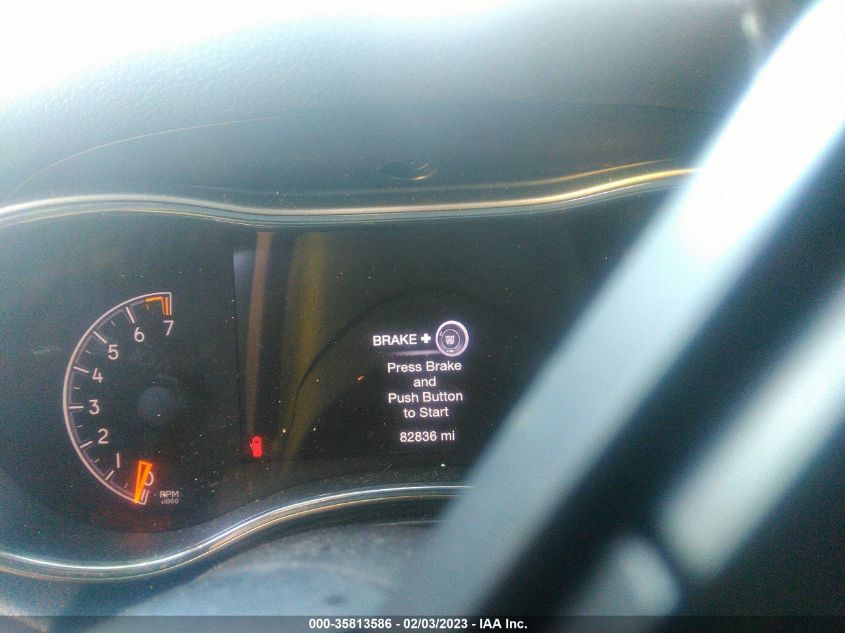 7
6
5
4
3
2
1
0
RPM
x1000
BRAKE +
Press Brake
and
Push Button
to Start
82836 mi
000-35813586 - 02/03/2023 - IAA Inc.